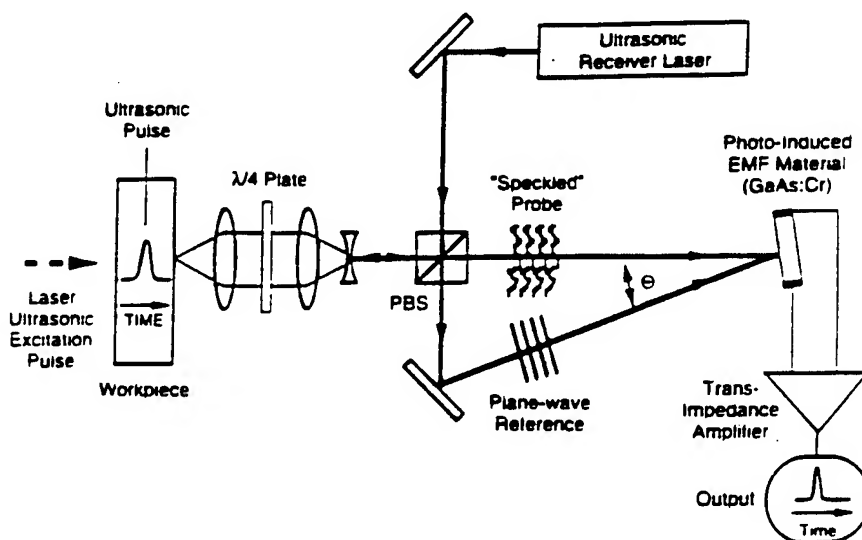 Ultrasonic
Receiver Laser
Ultrasonic
Pulse
λ/4 Plate
"Speckled"
Probe
Photo-Induced
EMF Material
(GaAs:Cr)
PBS
Θ
TIME
Laser
Ultrasonic
Excitation
Pulse
Workpiece
Plane-wave
Reference
Trans-
Impedance
Amplifier
Output
Time